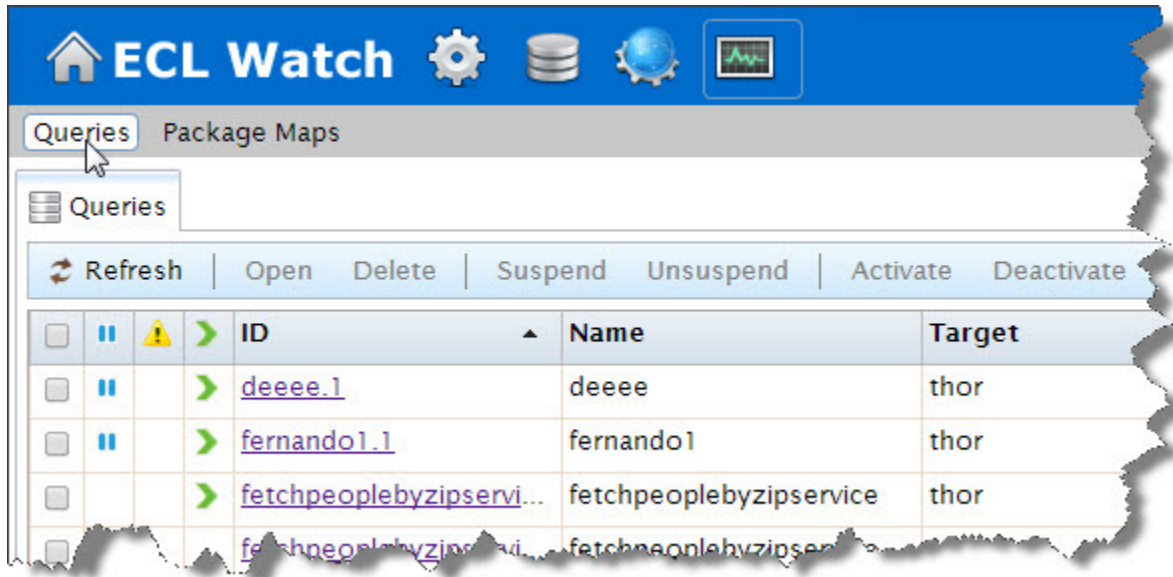 ECL Watch
Queries Package Maps
Queries
Refresh Open Delete Suspend Unsuspend Activate Deactivate
ID Name Target
deeee.1 deeee thor
fernando1.1 fernando1 thor
fetchpeoplebyzipservi... fetchpeoplebyzipservice thor